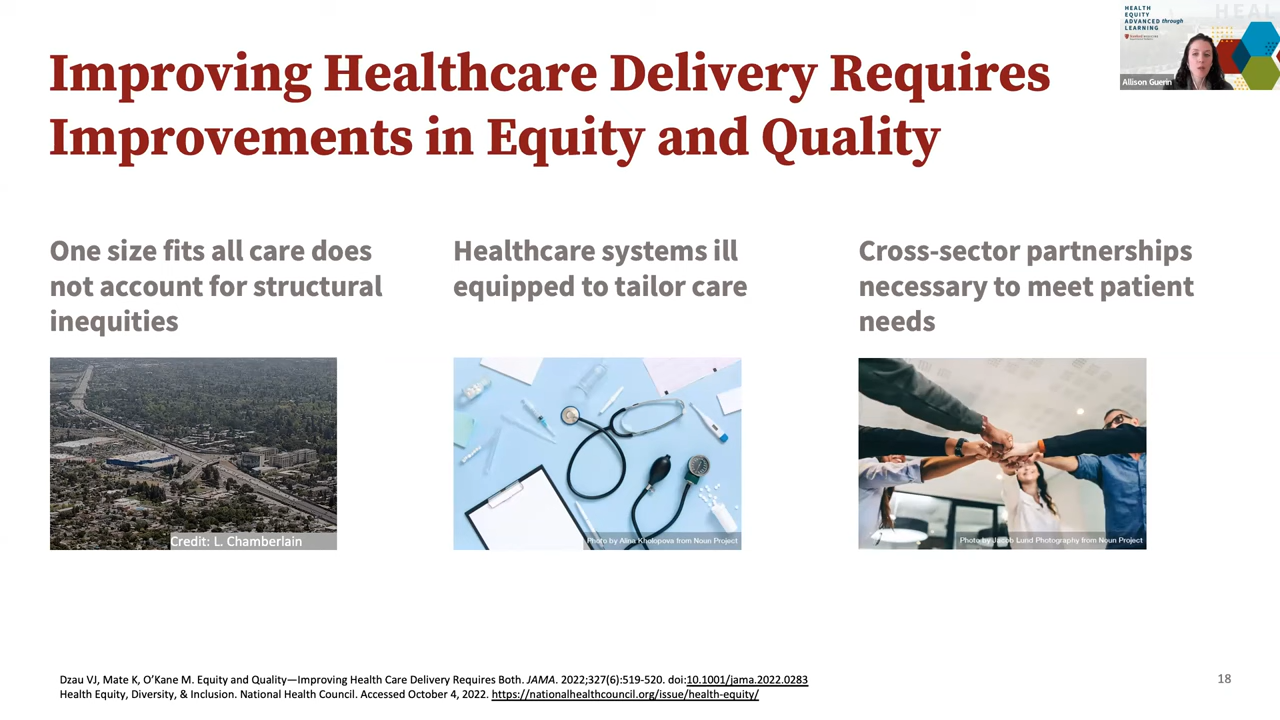 Improving Healthcare Delivery Requires
Improvements in Equity and Quality
HEALTH
EQUITY
ADVANCED through
LEARNING
HEAL
Allison Guerin
One size fits all care does
not account for structural
inequities
Credit: L. Chamberlain
Healthcare systems ill
equipped to tailor care
Photo by Alina Kholopova from Noun Project
Cross-sector partnerships
necessary to meet patient
needs
Photo by Jacob Lund Photography from Noun Project
Dzau VJ, Mate K, O’Kane M. Equity and Quality—Improving Health Care Delivery Requires Both. JAMA. 2022;327(6):519-520. doi:10.1001/jama.2022.0283
Health Equity, Diversity, & Inclusion. National Health Council. Accessed October 4, 2022. https://nationalhealthcouncil.org/issue/health-equity/
18